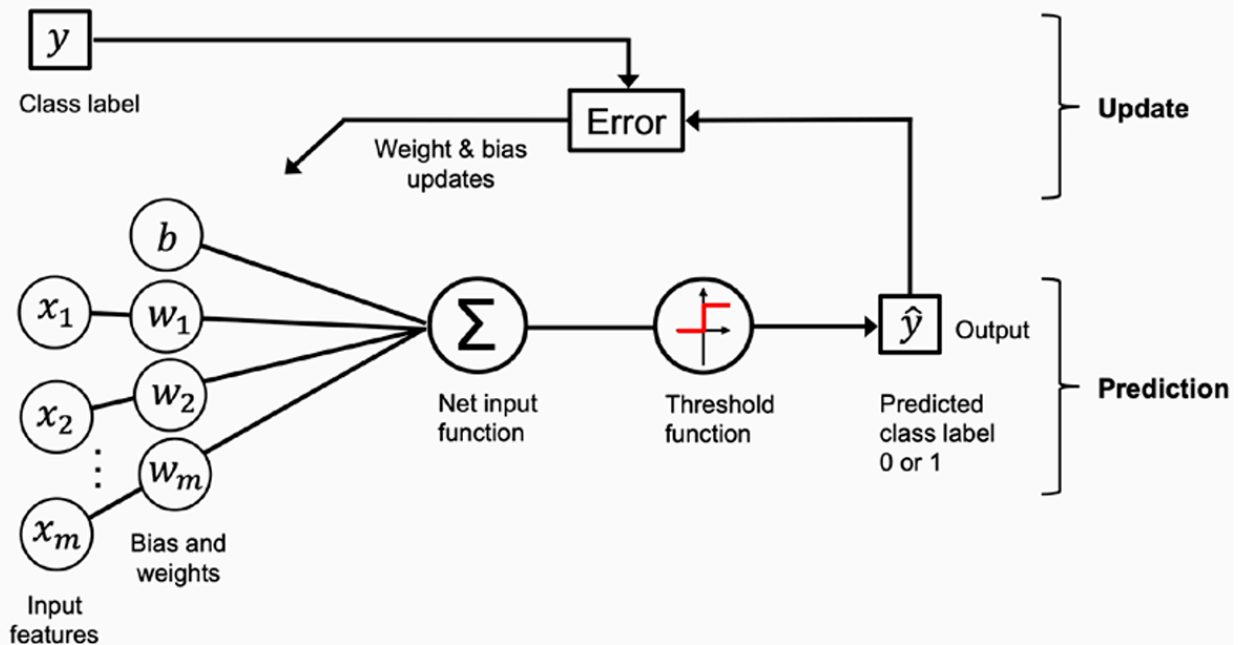 y
Class label
Error
Update
Weight & bias
updates
b
x₁
w₁
x₂
w₂
⋮
xₘ
wₘ
Σ
ŷ
Output
Net input
function
Threshold
function
Predicted
class label
0 or 1
Prediction
Bias and
weights
Input
features